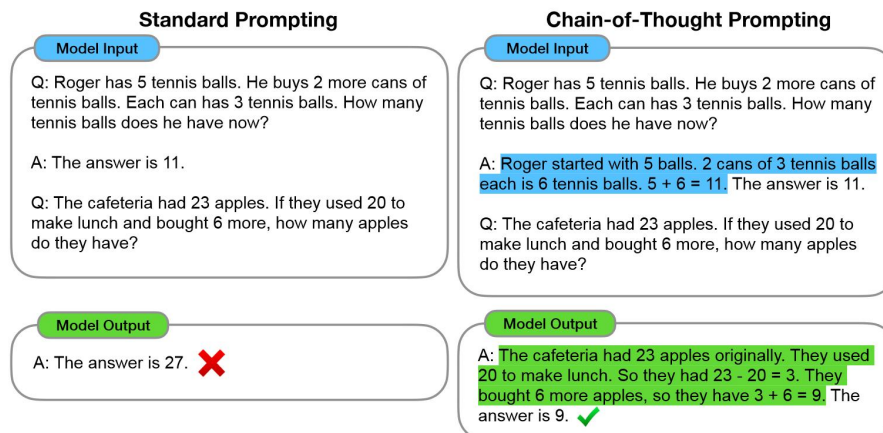 Standard Prompting
Model Input
Q: Roger has 5 tennis balls. He buys 2 more cans of
tennis balls. Each can has 3 tennis balls. How many
tennis balls does he have now?
A: The answer is 11.
Q: The cafeteria had 23 apples. If they used 20 to
make lunch and bought 6 more, how many apples
do they have?
Model Output
A: The answer is 27.
Chain-of-Thought Prompting
Model Input
Q: Roger has 5 tennis balls. He buys 2 more cans of
tennis balls. Each can has 3 tennis balls. How many
tennis balls does he have now?
A: Roger started with 5 balls. 2 cans of 3 tennis balls
each is 6 tennis balls. 5 + 6 = 11. The answer is 11.
Q: The cafeteria had 23 apples. If they used 20 to
make lunch and bought 6 more, how many apples
do they have?
Model Output
A: The cafeteria had 23 apples originally. They used
20 to make lunch. So they had 23 - 20 = 3. They
bought 6 more apples, so they have 3 + 6 = 9. The
answer is 9.